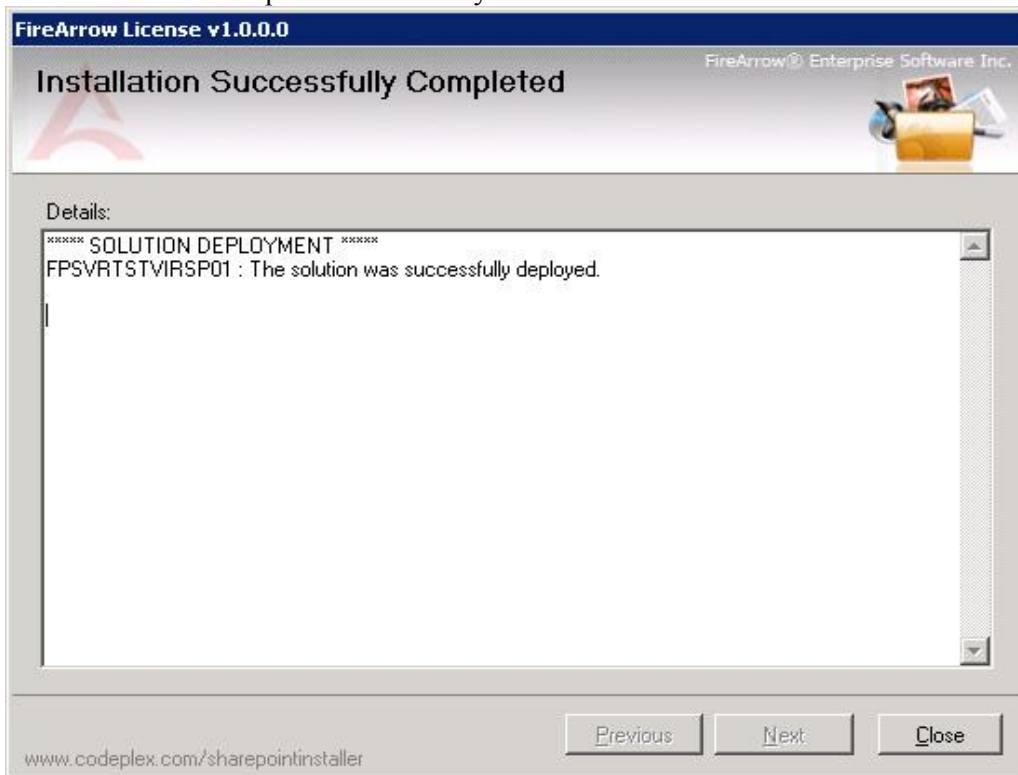 FireArrow License v1.0.0.0
FireArrow® Enterprise Software Inc.
Installation Successfully Completed
Details:
***** SOLUTION DEPLOYMENT *****
FPSVRTSTVIRSP01 : The solution was successfully deployed.
Previous
Next
Close
www.codeplex.com/sharepointinstaller